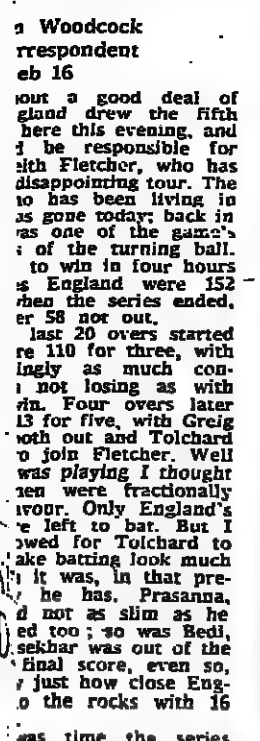 Woodcock
rrespondent
eb 16
out a good deal of
gland drew the fifth
here this evening, and
be responsible for
eith Fletcher, who has
disappointing tour. The
who has been living in
as gone today; back in
as one of the game's
of the turning ball.
to win in four hours
s England were 152
hen the series ended,
er 58 not out.
last 20 overs started
re 110 for three, with
ingly as much con-
not losing as with
in. Four overs later
13 for five, with Greig
oth out and Tolchard
o join Fletcher. Well
was playing I thought
nen were fractionally
avour. Only England's
e left to bat. But I
owed for Tolchard to
ake batting look much
it was, in that pre-
he has. Prasanna,
d not as slim as he
ed too; so was Bedi,
sekhar was out of the
final score, even so,
just how close Eng-
o the rocks with 16
was time the series